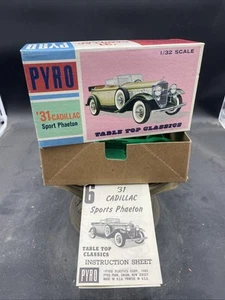 1/32 SCALE
PYRO
'31 CADILLAC
Sport Phaeton
TABLE TOP CLASSICS
6
'31
CADILLAC
Sports Phaeton
TABLE TOP
CLASSICS
INSTRUCTION SHEET
PYRO